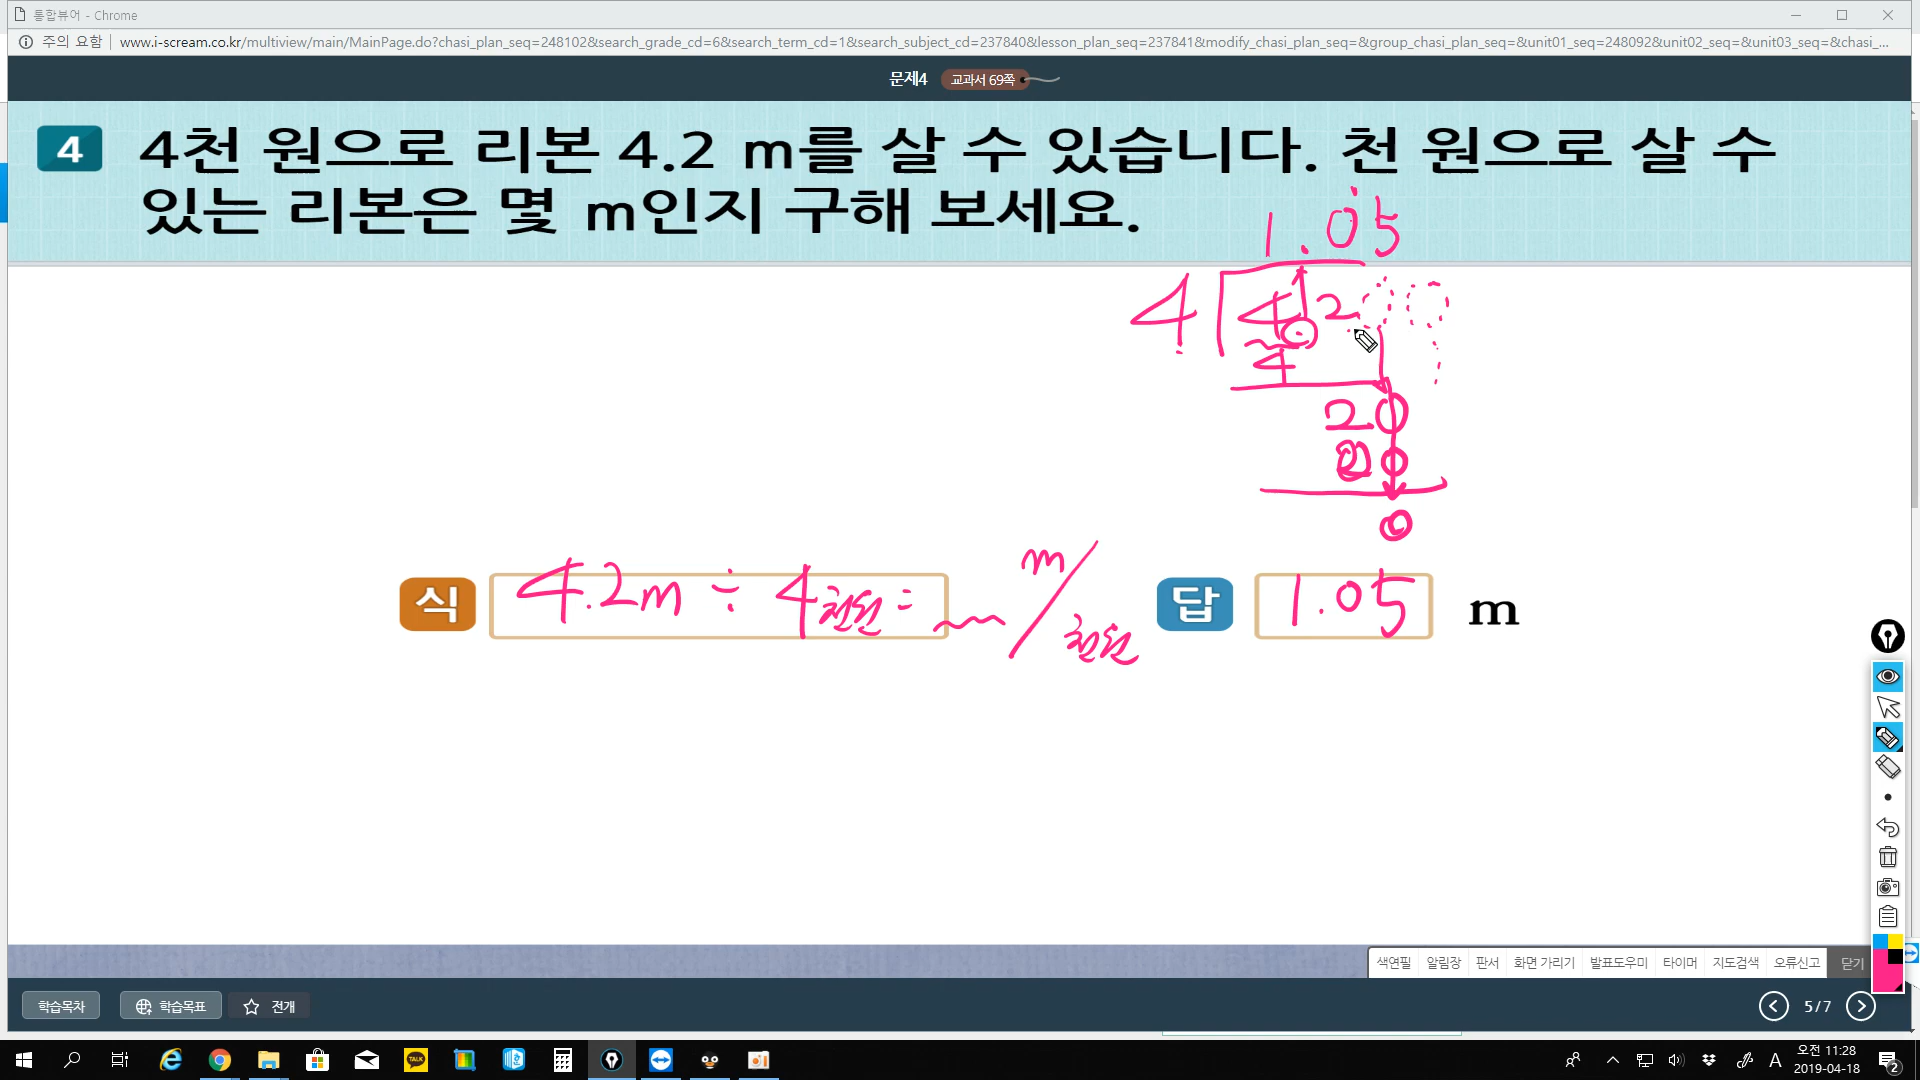 통합뷰어 - Chrome
주의 요함 | www.i-scream.co.kr/multiview/main/MainPage.do?chasi_plan_seq=248102&search_grade_cd=6&search_term_cd=1&search_subject_cd=237840&lesson_plan_seq=237841&modify_chasi_plan_seq=&group_chasi_plan_seq=&unit01_seq=248092&unit02_seq=&unit03_seq=&chasi_...
문제4 교과서 69쪽
4 4천 원으로 리본 4.2 m를 살 수 있습니다. 천 원으로 살 수
있는 리본은 몇 m인지 구해 보세요.
1.05
4 4.2
4
20
20
0
식 4.2m ÷ 4천원 = m/천원 답 1.05 m
색연필 알림장 판서 화면 가리기 발표도우미 타이머 지도검색 오류신고 닫기
학습목차 학습목표 전개 5/7
TALK
A 오전 11:28
2019-04-18
2